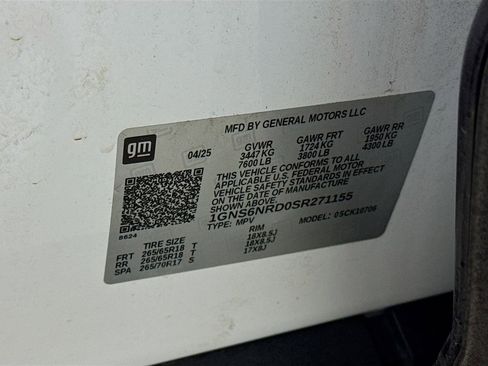 MFD BY GENERAL MOTORS LLC
gm
04/25 GVWR GAWR FRT GAWR RR
3447 KG 1724 KG 1950 KG
7600 LB 3800 LB 4300 LB
THIS VEHICLE CONFORMS TO ALL
APPLICABLE U.S. FEDERAL MOTOR
VEHICLE SAFETY STANDARDS IN EFFECT
ON THE DATE OF MANUFACTURE
SHOWN ABOVE.
1GNS6NRD0SR271155
8624
TYPE: MPV MODEL: 05CK10706
TIRE SIZE RIM
FRT 265/65R18 T 18X8.5J
RR 265/65R18 T 18X8.5J
SPA 265/70R17 S 17X8J